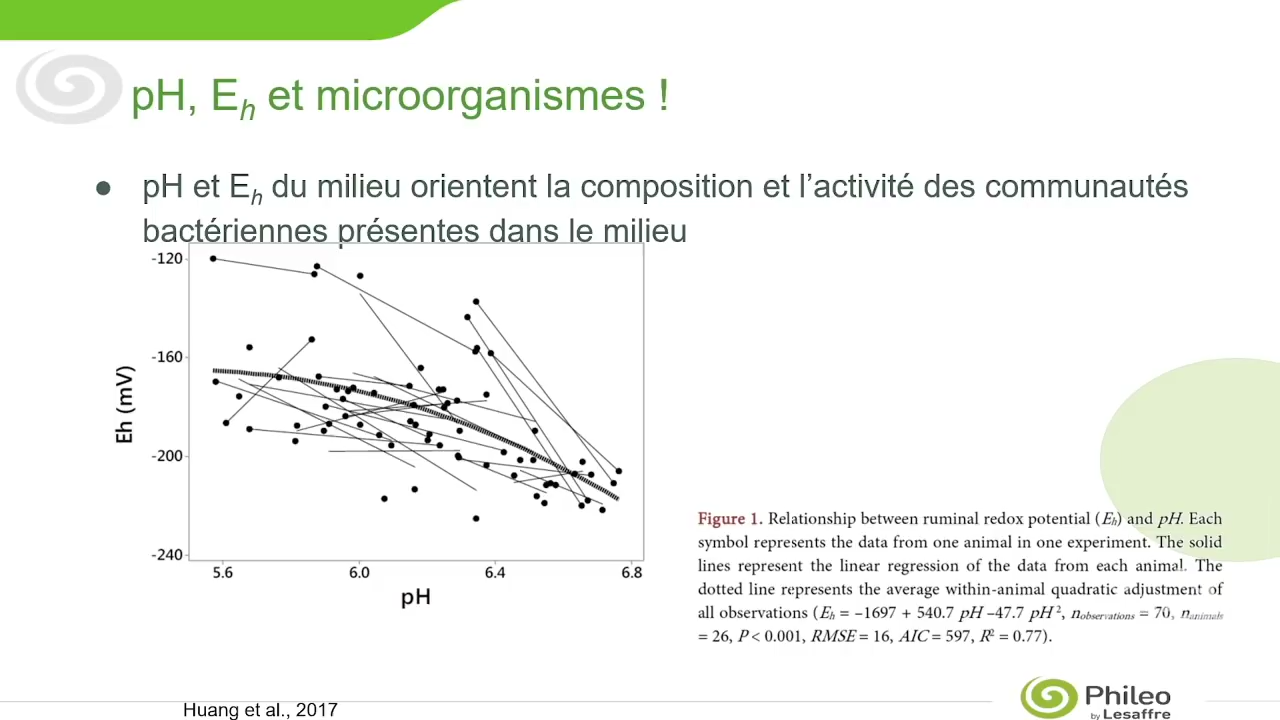 pH, Eh et microorganismes !
● pH et Eh du milieu orientent la composition et l’activité des communautés
bactériennes présentes dans le milieu
-120
-160
-200
-240
Eh (mV)
5.6 6.0 6.4 6.8
pH
Figure 1. Relationship between ruminal redox potential (Eh) and pH. Each
symbol represents the data from one animal in one experiment. The solid
lines represent the linear regression of the data from each animal. The
dotted line represents the average within-animal quadratic adjustment of
all observations (Eh = −1697 + 540.7 pH −47.7 pH², nobservations = 70, nanimals
= 26, P < 0.001, RMSE = 16, AIC = 597, R² = 0.77).
Huang et al., 2017
Phileo
by Lesaffre